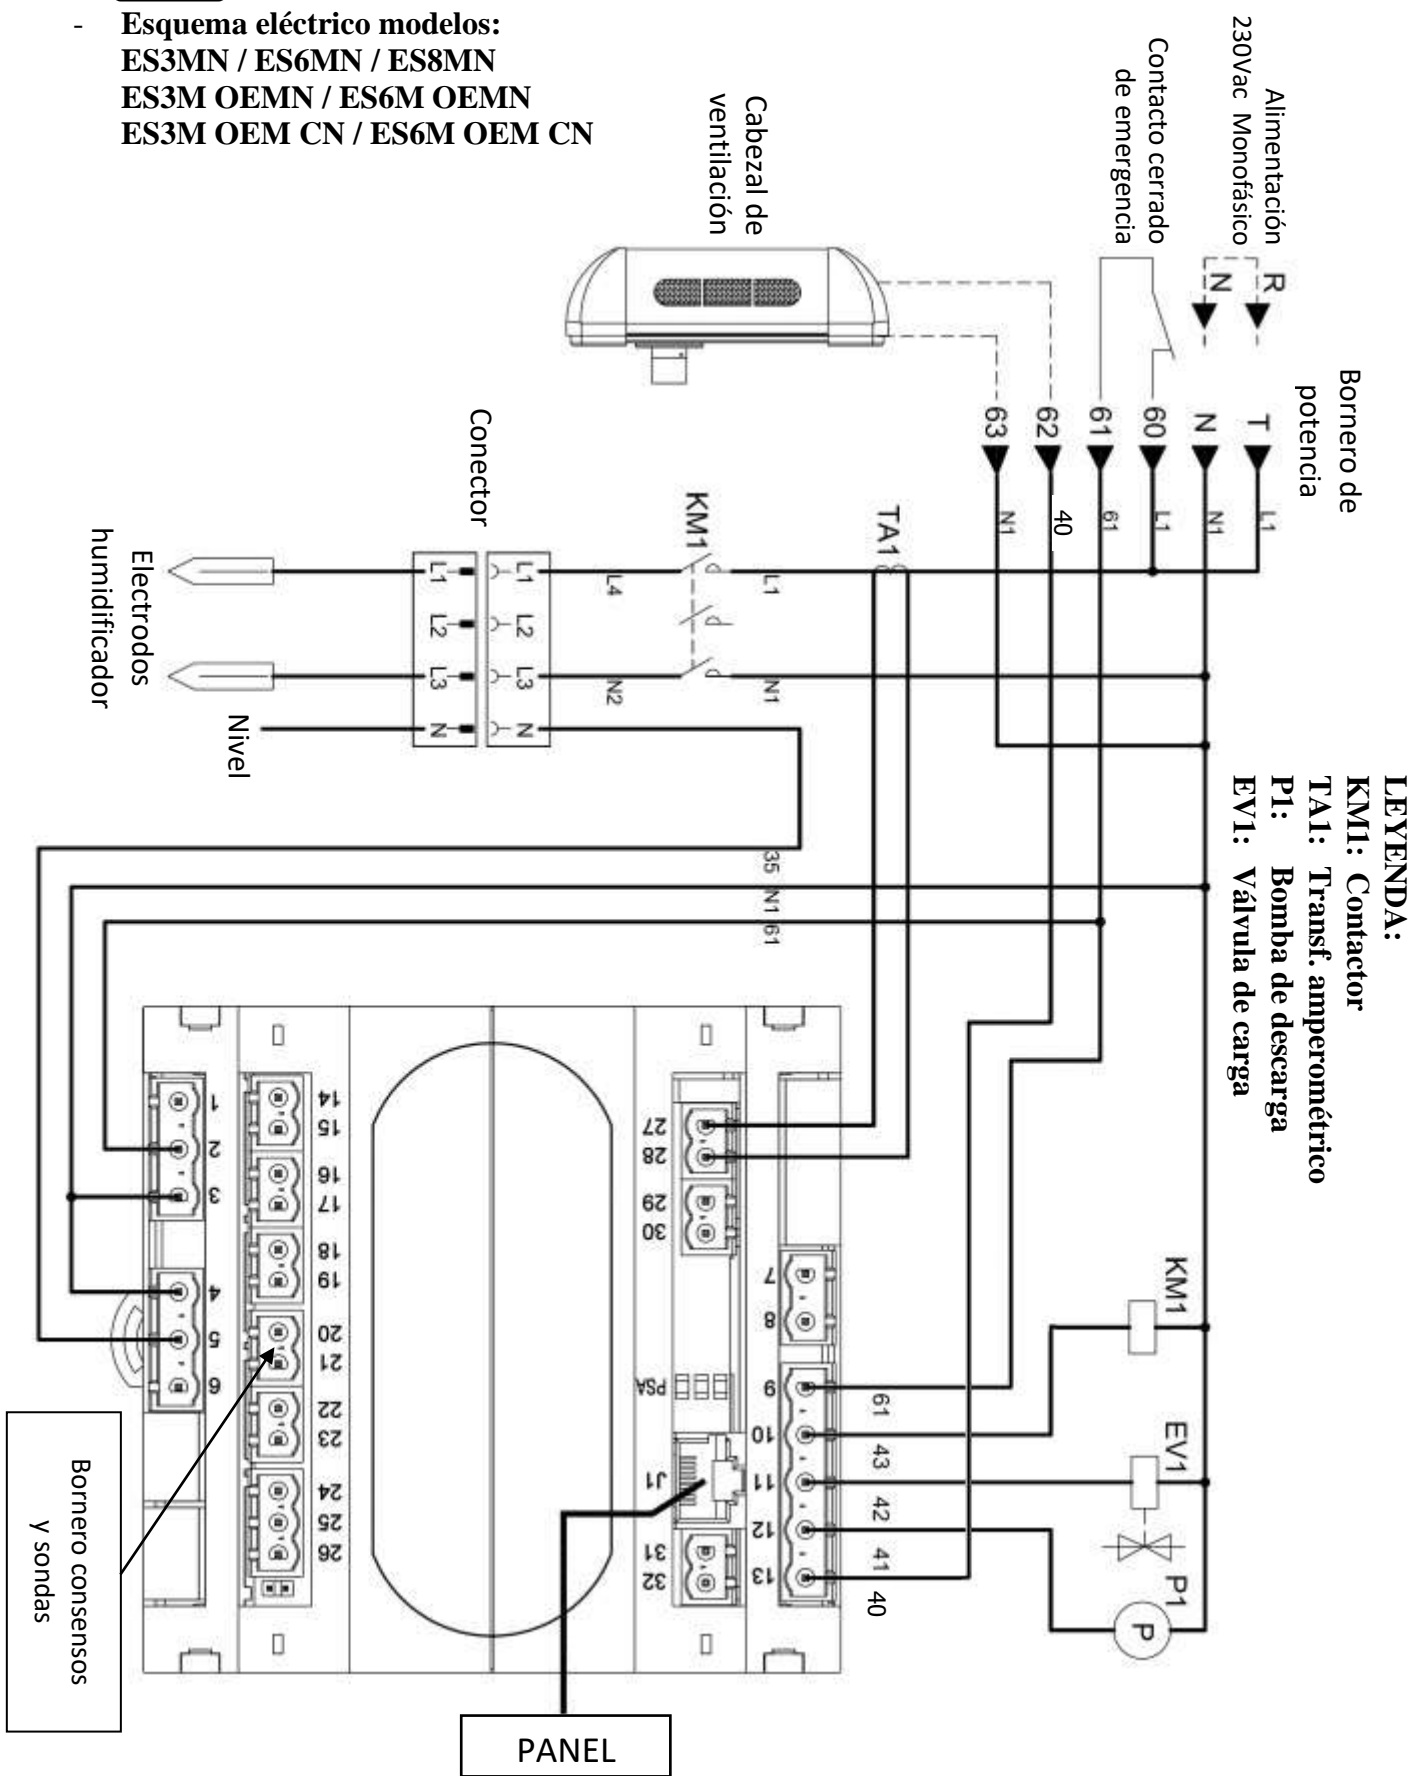 - Esquema eléctrico modelos:
ES3MN / ES6MN / ES8MN
ES3M OEMN / ES6M OEMN
ES3M OEM CN / ES6M OEM CN
Alimentación
230Vac Monofásico
Contacto cerrado
de emergencia
Cabezal de
ventilación
R
N
Bornero de
potencia
T
N
60
61
62
63
L1
N1
L1
61
40
N1
TA1
KM1
L1
N1
L4
N2
Conector
L1
L2
L3
N
L1
L2
L3
N
Electrodos
humidificador
Nivel
LEYENDA:
KM1: Contactor
TA1: Transf. amperométrico
P1: Bomba de descarga
EV1: Válvula de carga
35
N1
61
1
2
3
4
5
6
14
15
16
17
18
19
20
21
22
23
24
25
26
27
28
29
30
PSA
J1
31
32
7
8
9
10
11
12
13
61
43
42
41
40
KM1
EV1
P1
P
Bornero consensos
y sondas
PANEL